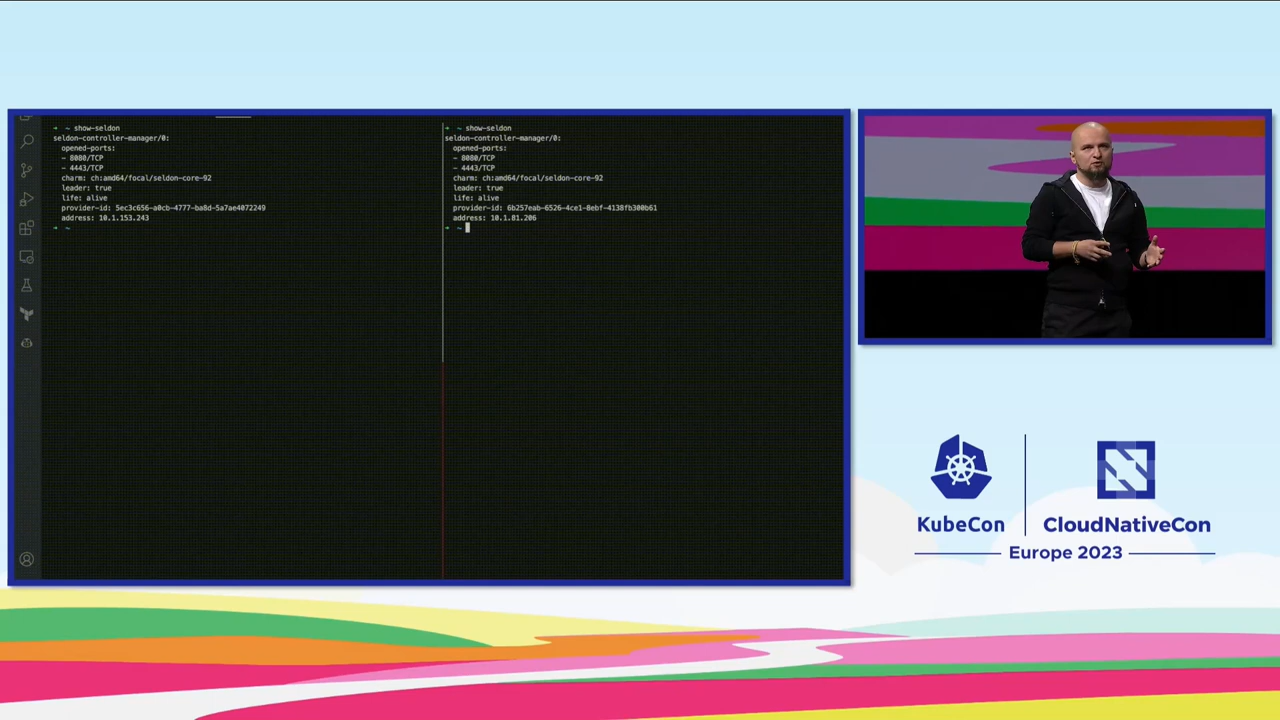 ➜ ~ show-seldon
seldon-controller-manager/0:
opened-ports:
- 8080/TCP
- 4443/TCP
charm: ch:amd64/focal/seldon-core-92
leader: true
life: alive
provider-id: 5ec3c656-a0cb-4777-ba8d-5a7ae4072249
address: 10.1.153.243
➜ ~
➜ ~ show-seldon
seldon-controller-manager/0:
opened-ports:
- 8080/TCP
- 4443/TCP
charm: ch:amd64/focal/seldon-core-92
leader: true
life: alive
provider-id: 6b257eab-6526-4ce1-8ebf-4138fb300b61
address: 10.1.81.206
➜ ~
KubeCon
CloudNativeCon
Europe 2023